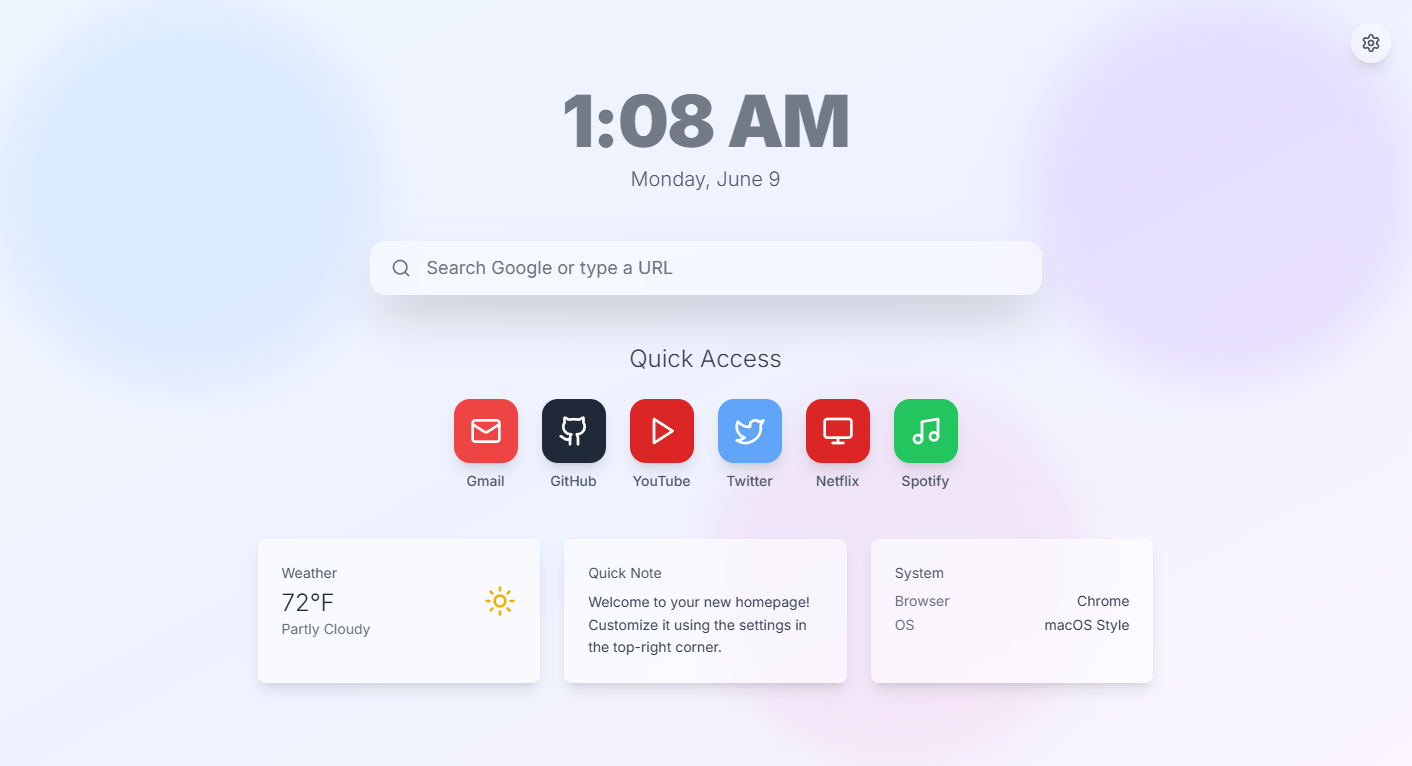 1:08 AM
Monday, June 9
Search Google or type a URL
Quick Access
Gmail
GitHub
YouTube
Twitter
Netflix
Spotify
Weather
72°F
Partly Cloudy
Quick Note
Welcome to your new homepage!
Customize it using the settings in
the top-right corner.
System
Browser Chrome
OS macOS Style